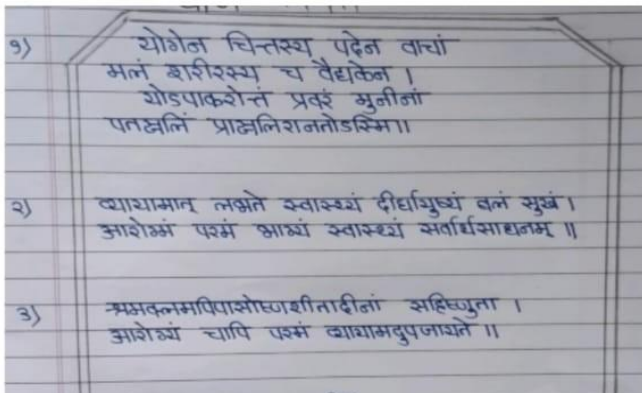 १) योगेन चित्तस्य पदेन वाचां
मलं शरीरस्य च वैद्यकेन ।
योऽपाकरोत्तं प्रवरं मुनीनां
पतञ्जलिं प्राञ्जलिरानतोऽस्मि॥
२) व्यायामात् लभते स्वास्थ्यं दीर्घायुष्यं बलं सुखं ।
आरोग्यं परमं भाग्यं स्वास्थ्यं सर्वार्थसाधनम् ॥
३) श्रमक्लमपिपासोष्णशीतादीनां सहिष्णुता ।
आरोग्यं चापि परमं व्यायामदुपजायते ॥